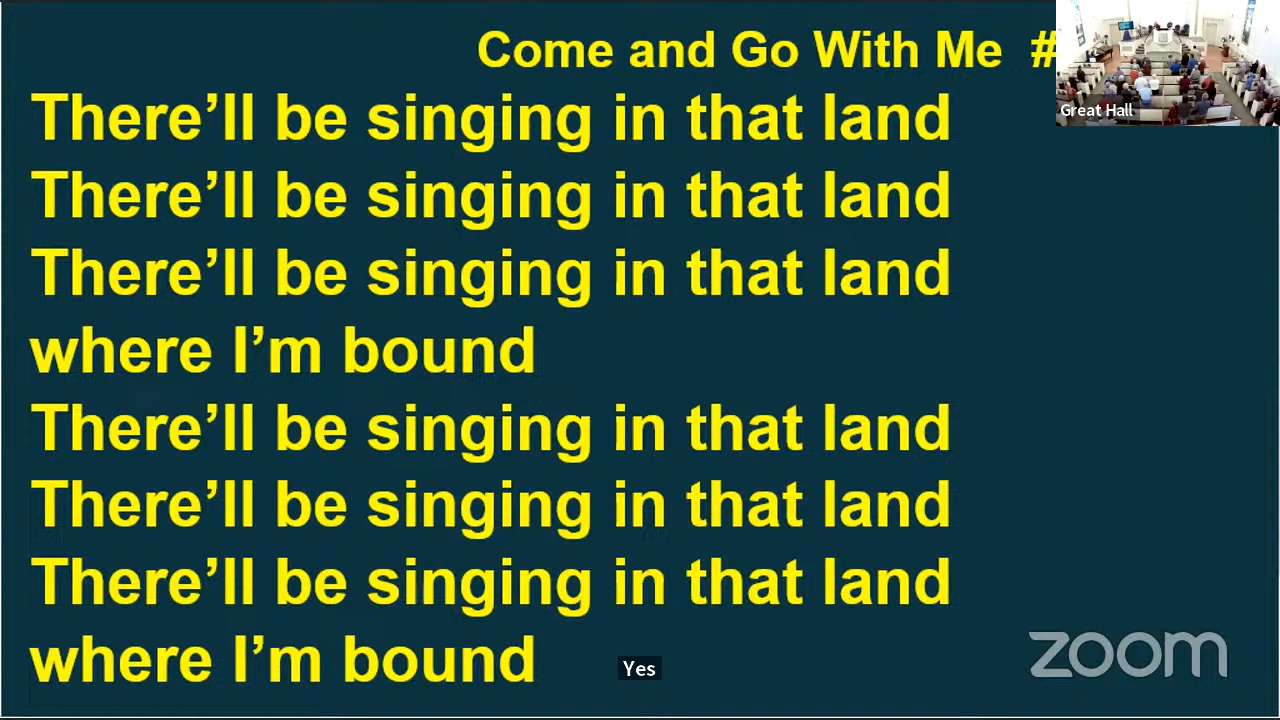 Come and Go With Me #
Great Hall
There’ll be singing in that land
There’ll be singing in that land
There’ll be singing in that land
where I’m bound
There’ll be singing in that land
There’ll be singing in that land
There’ll be singing in that land
where I’m bound
Yes
zoom